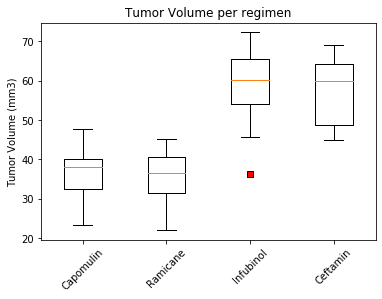 Tumor Volume per regimen
Tumor Volume (mm3)
70
60
50
40
30
20
Capomulin
Ramicane
Infubinol
Ceftamin